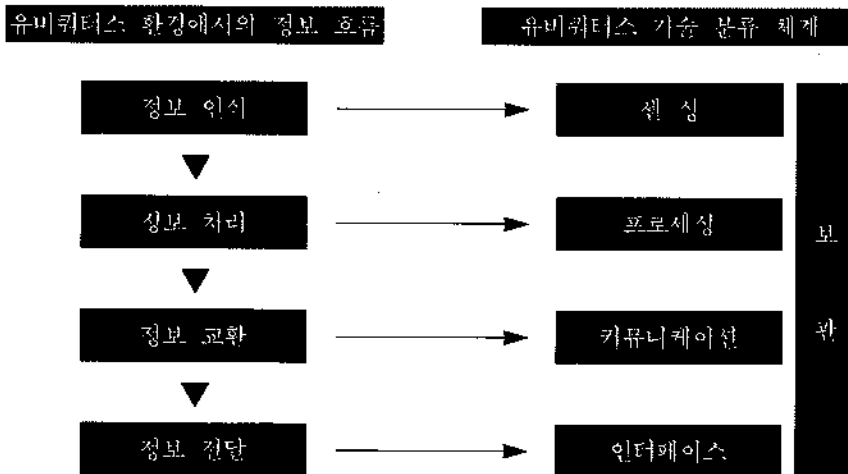 유비쿼터스 환경에서의 정보 흐름
유비쿼터스 기술 분류 체계
정보 인식
센 싱
정보 처리
프로세싱
정보 교환
커뮤니케이션
정보 전달
인터페이스
보
관